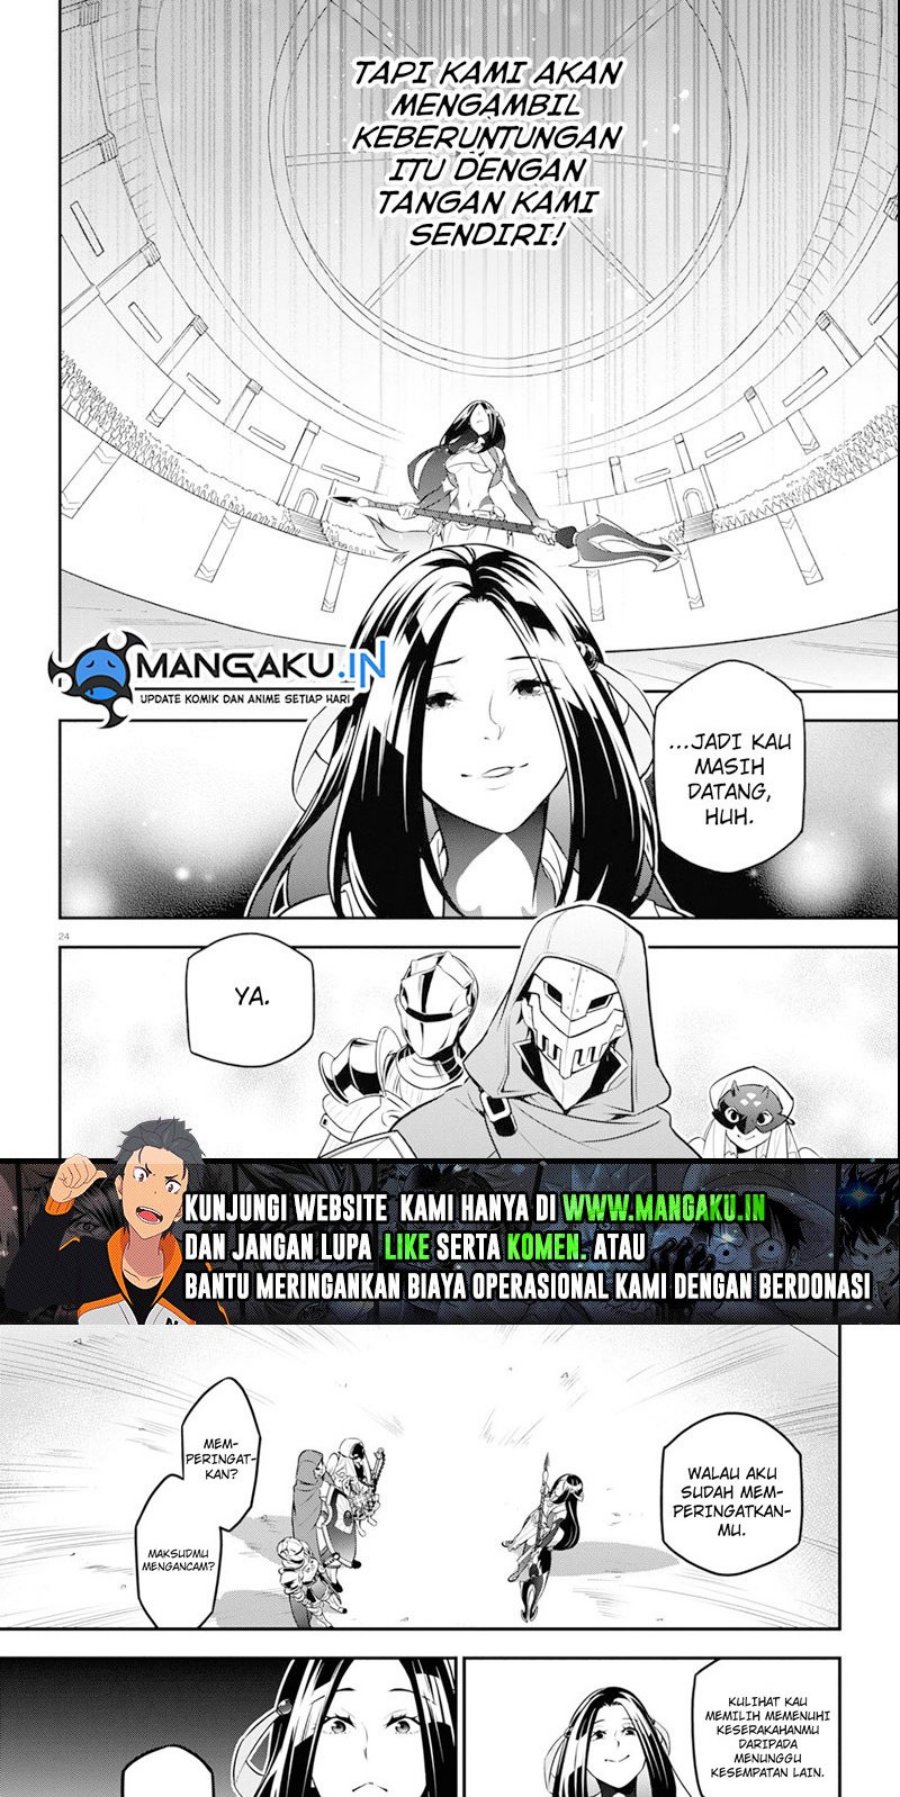 TAPI KAMI AKAN
MENGAMBIL
KEBERUNTUNGAN
ITU DENGAN
TANGAN KAMI
SENDIRI!
MANGAKU.IN
UPDATE KOMIK DAN ANIME SETIAP HARI
...JADI KAU
MASIH
DATANG,
HUH.
24
YA.
KUNJUNGI WEBSITE KAMI HANYA DI WWW.MANGAKU.IN
DAN JANGAN LUPA LIKE SERTA KOMEN. ATAU
BANTU MERINGANKAN BIAYA OPERASIONAL KAMI DENGAN BERDONASI
WALAU AKU
SUDAH MEM-
PERINGATKAN-
MU.
MEM-
PERINGAT-
KAN?
MAKSUDMU
MENGANCAM?
KULIHAT KAU
MEMILIH MEMENUHI
KESERAKAHANMU
DARIPADA
MENUNGGU
KESEMPATAN LAIN.